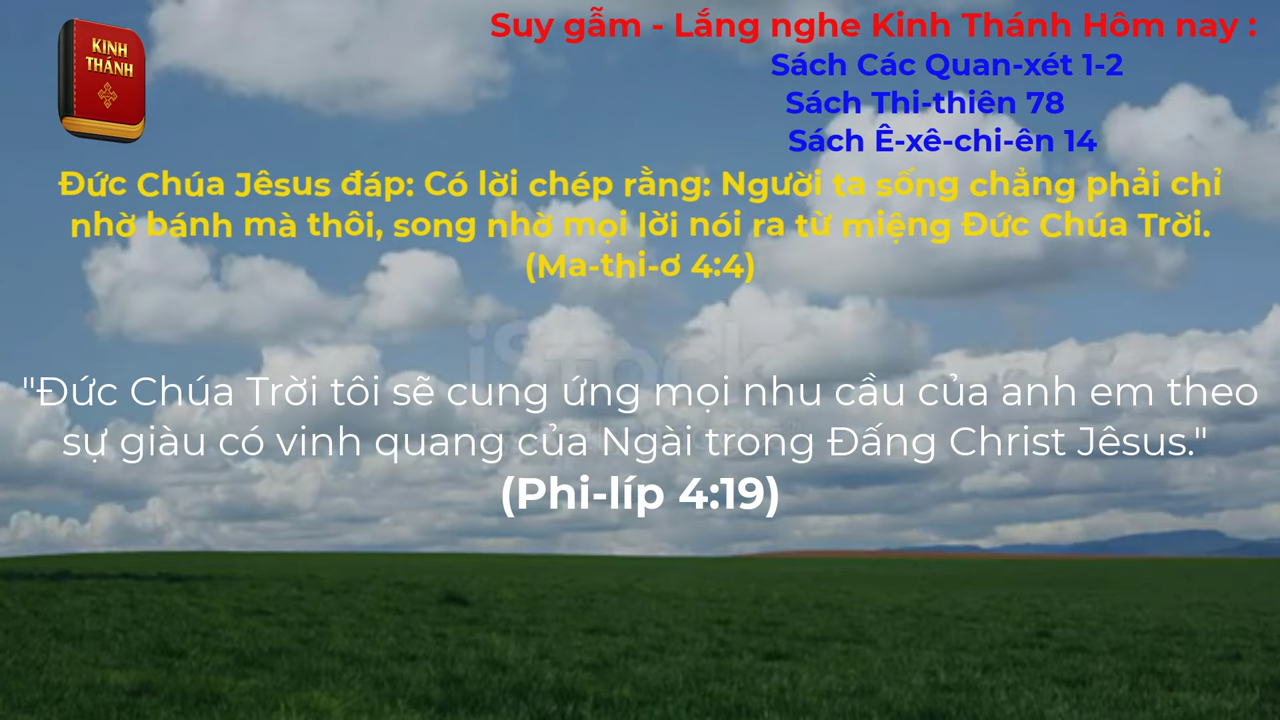 KINH
THÁNH
Suy gẫm - Lắng nghe Kinh Thánh Hôm nay :
Sách Các Quan-xét 1-2
Sách Thi-thiên 78
Sách Ê-xê-chi-ên 14
Đức Chúa Jêsus đáp: Có lời chép rằng: Người ta sống chẳng phải chỉ
nhờ bánh mà thôi, song nhờ mọi lời nói ra từ miệng Đức Chúa Trời.
(Ma-thi-ơ 4:4)
iStock
"Đức Chúa Trời tôi sẽ cung ứng mọi nhu cầu của anh em theo
sự giàu có vinh quang của Ngài trong Đấng Christ Jêsus."
(Phi-líp 4:19)